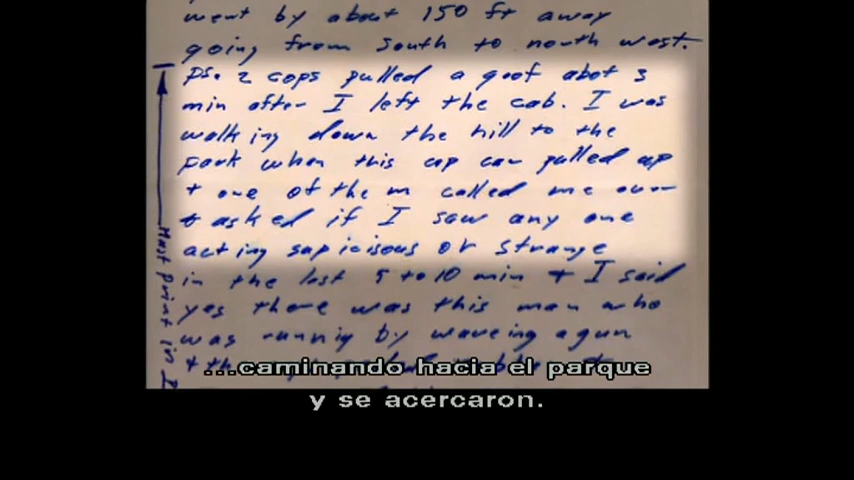 went by about 150 ft away
going from south to north west.
ps. 2 cops pulled a goof abot 3
min after I left the cab. I was
walking down the hill to the
park when this cop car pulled up
+ one of them called me over
+ asked if I saw any one
acting sapicisous or strange
in the last 5 to 10 min + I said
yes there was this man who
was runnig by waveing a gun
Must print in
...caminando hacia el parque
y se acercaron.